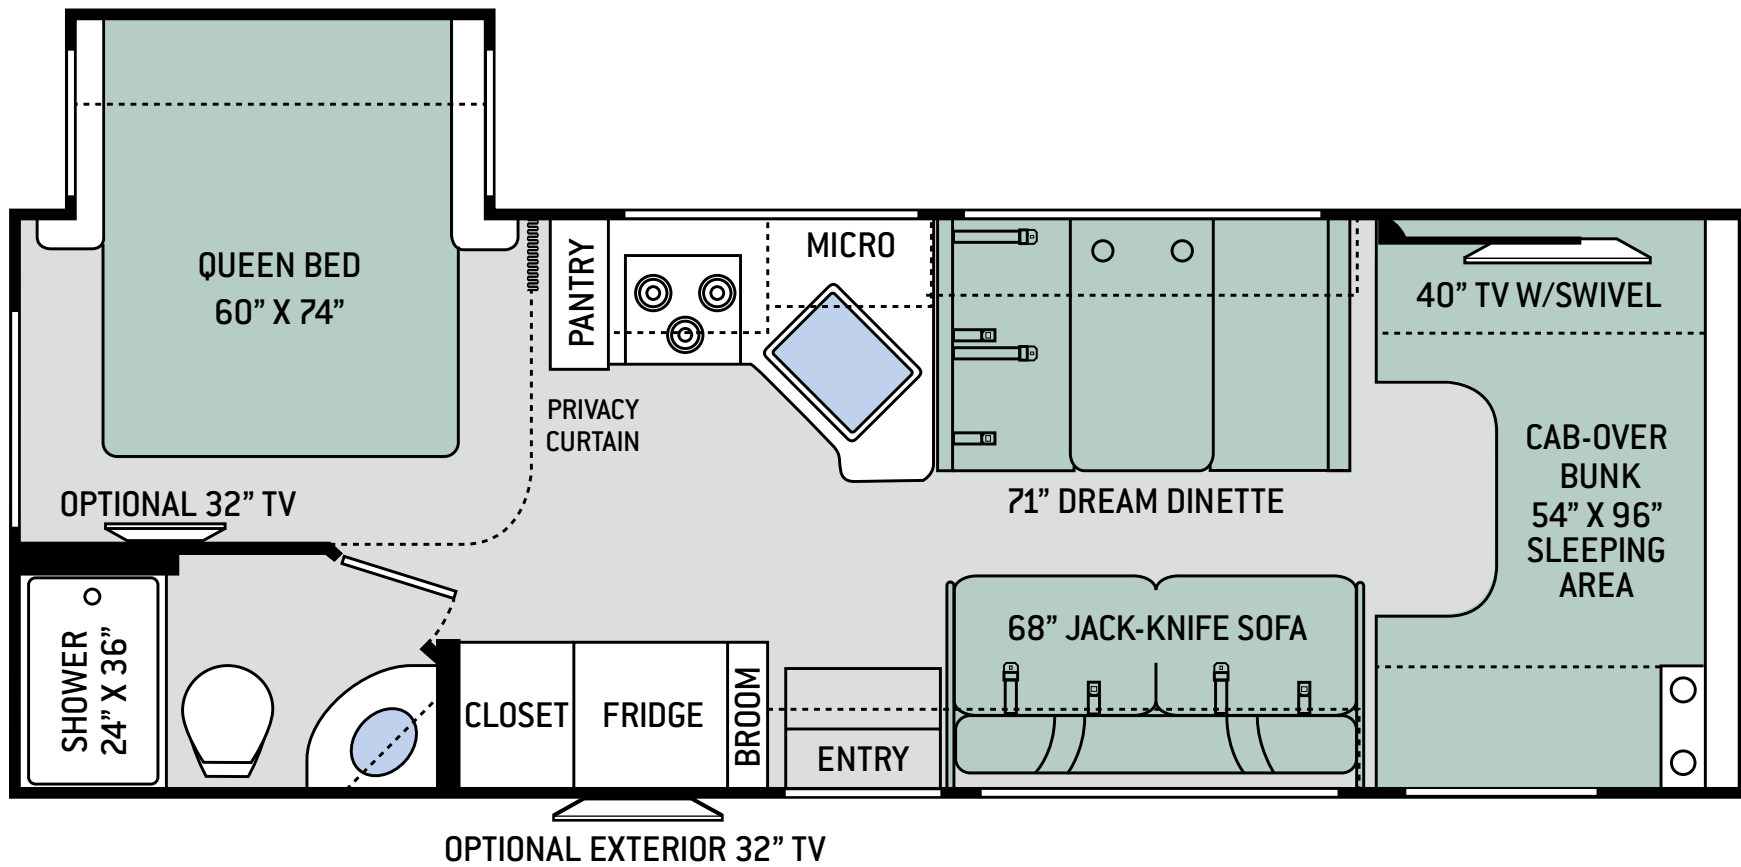 QUEEN BED
60” X 74”
PANTRY
MICRO
40” TV W/SWIVEL
PRIVACY
CURTAIN
CAB-OVER
BUNK
54” X 96”
SLEEPING
AREA
OPTIONAL 32” TV
71” DREAM DINETTE
68” JACK-KNIFE SOFA
SHOWER
24” X 36”
CLOSET
FRIDGE
BROOM
ENTRY
OPTIONAL EXTERIOR 32” TV